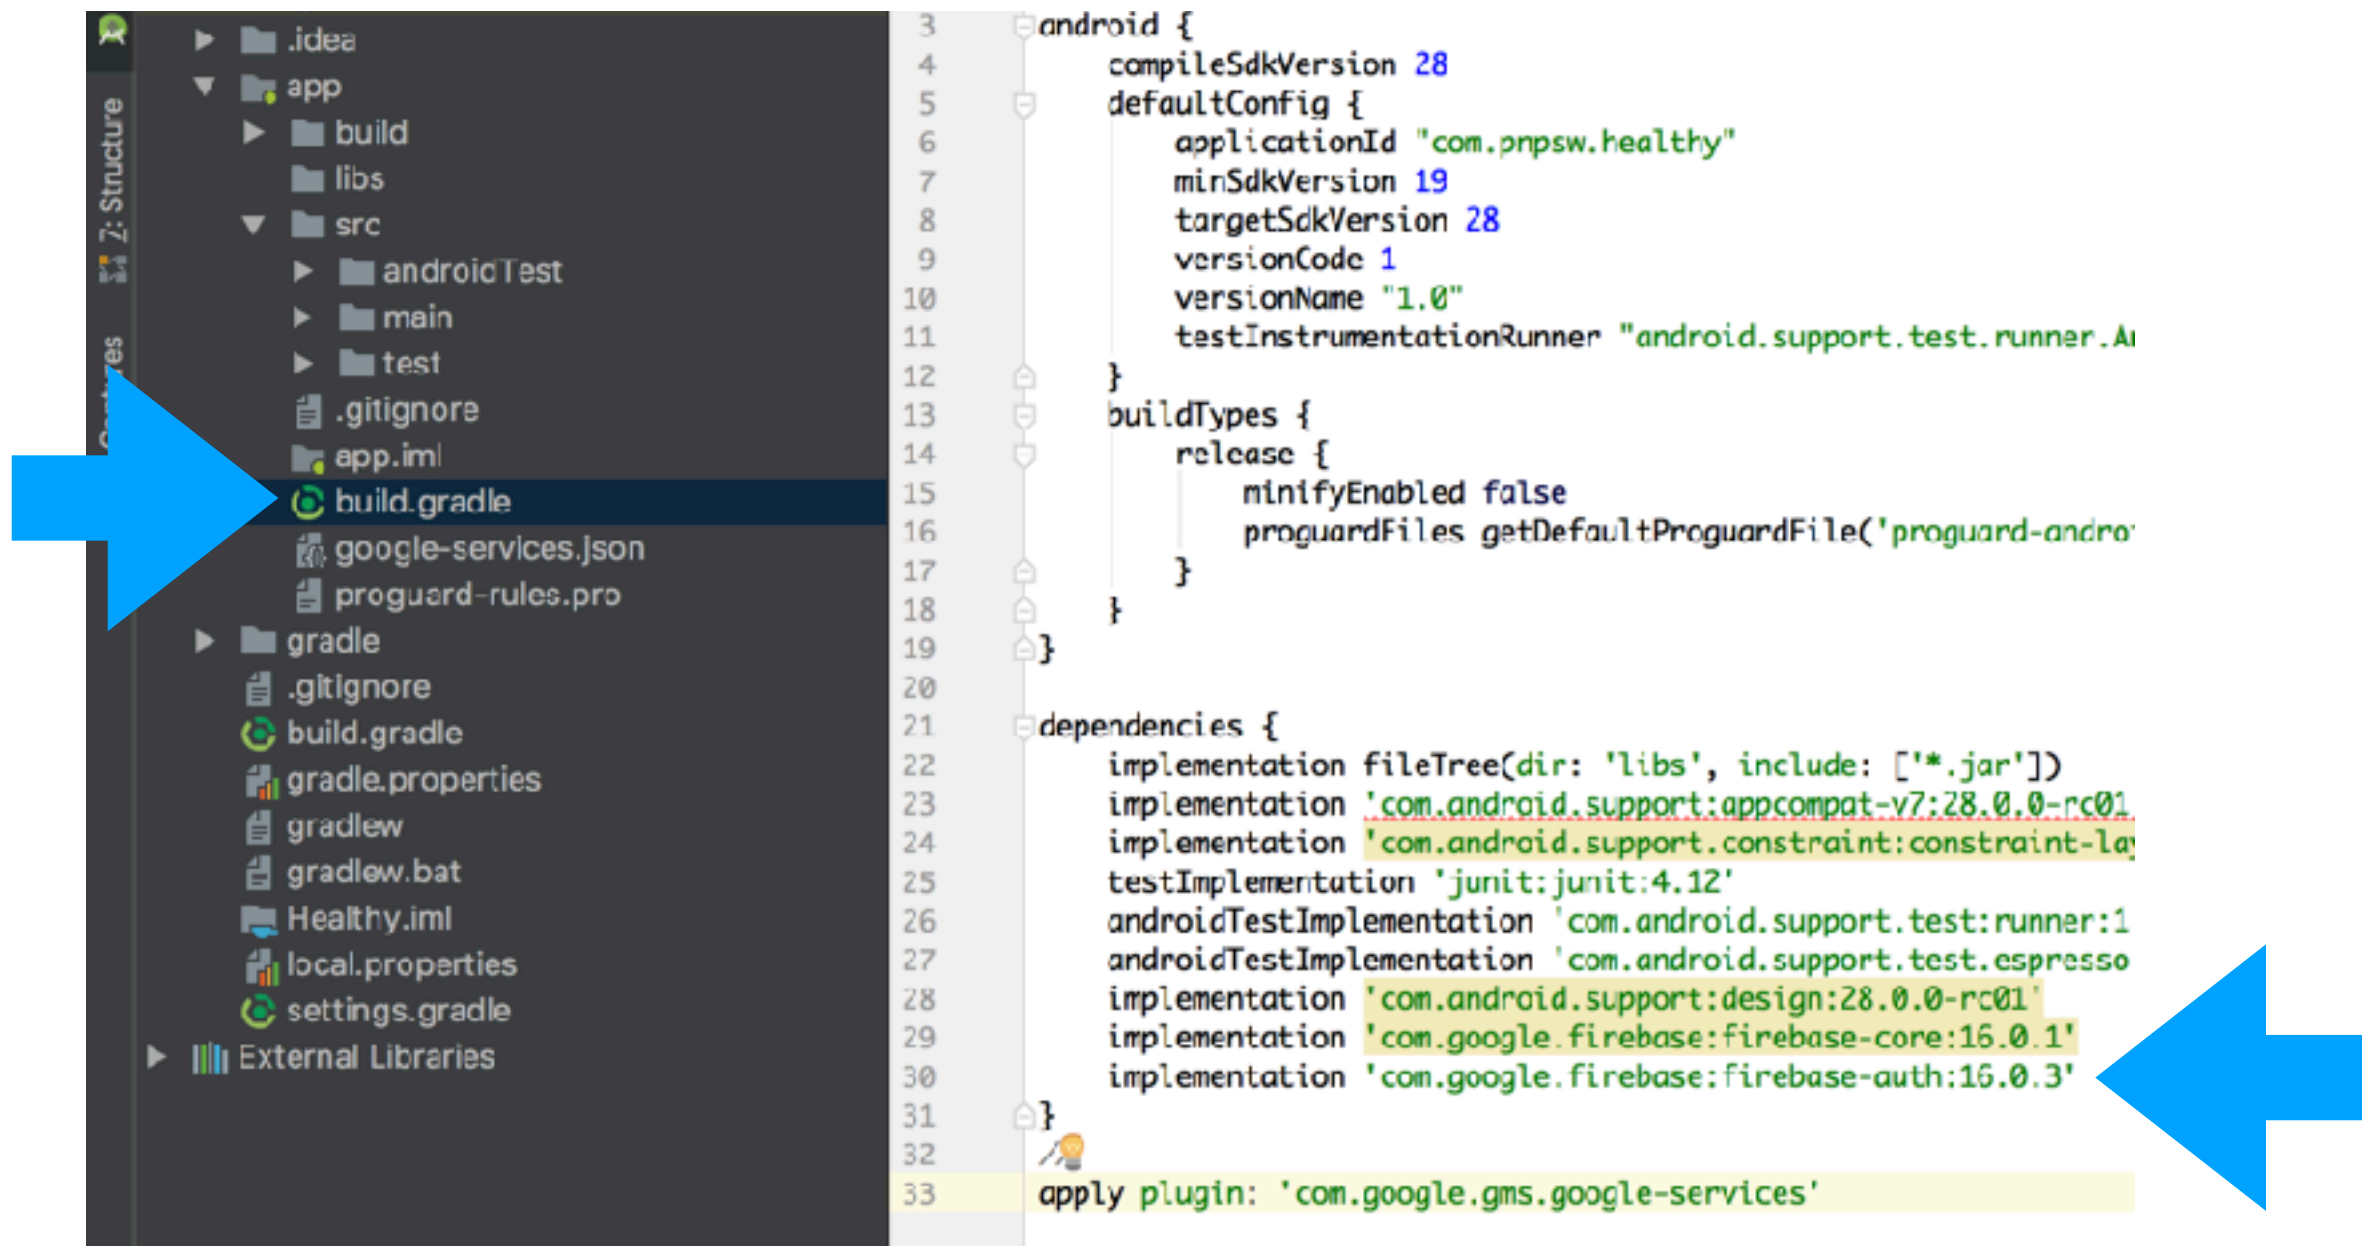 .idea
app
build
libs
src
androidTest
main
test
.gitignore
app.iml
build.gradle
google-services.json
proguard-rules.pro
gradle
.gitignore
build.gradle
gradle.properties
gradlew
gradlew.bat
Healthy.iml
local.properties
settings.gradle
External Libraries
7: Structure
3 android {
4 compileSdkVersion 28
5 defaultConfig {
6 applicationId "com.pnpsw.healthy"
7 minSdkVersion 19
8 targetSdkVersion 28
9 versionCode 1
10 versionName "1.0"
11 testInstrumentationRunner "android.support.test.runner.An
12 }
13 buildTypes {
14 release {
15 minifyEnabled false
16 proguardFiles getDefaultProguardFile('proguard-andro
17 }
18 }
19 }
20
21 dependencies {
22 implementation fileTree(dir: 'libs', include: ['*.jar'])
23 implementation 'com.android.support:appcompat-v7:28.0.0-rc01
24 implementation 'com.android.support.constraint:constraint-lay
25 testImplementation 'junit:junit:4.12'
26 androidTestImplementation 'com.android.support.test:runner:1
27 androidTestImplementation 'com.android.support.test.espresso
28 implementation 'com.android.support:design:28.0.0-rc01'
29 implementation 'com.google.firebase:firebase-core:16.0.1'
30 implementation 'com.google.firebase:firebase-auth:16.0.3'
31 }
32 //
33 apply plugin: 'com.google.gms.google-services'